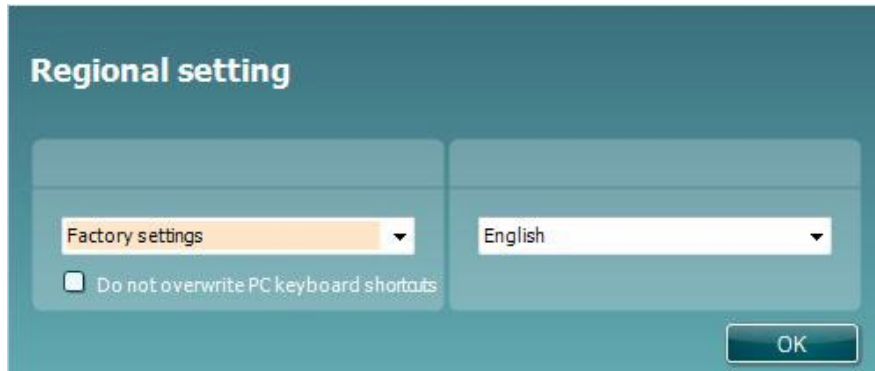 Regional setting
Factory settings
English
Do not overwrite PC keyboard shortcuts
OK